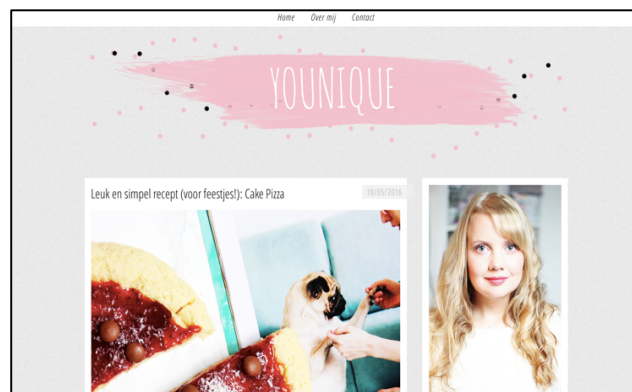 Home Over mij Contact
YOUNIQUE
Leuk en simpel recept (voor feestjes!): Cake Pizza
10/05/2016